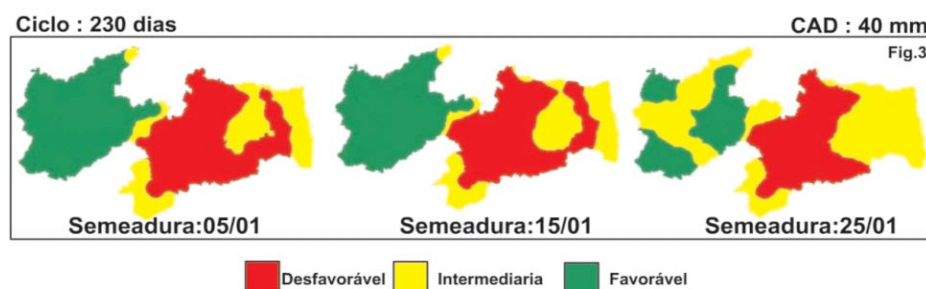 Ciclo : 230 dias
CAD : 40 mm
Fig.3
Semeadura:05/01
Semeadura:15/01
Semeadura:25/01
Desfavorável
Intermediaria
Favorável